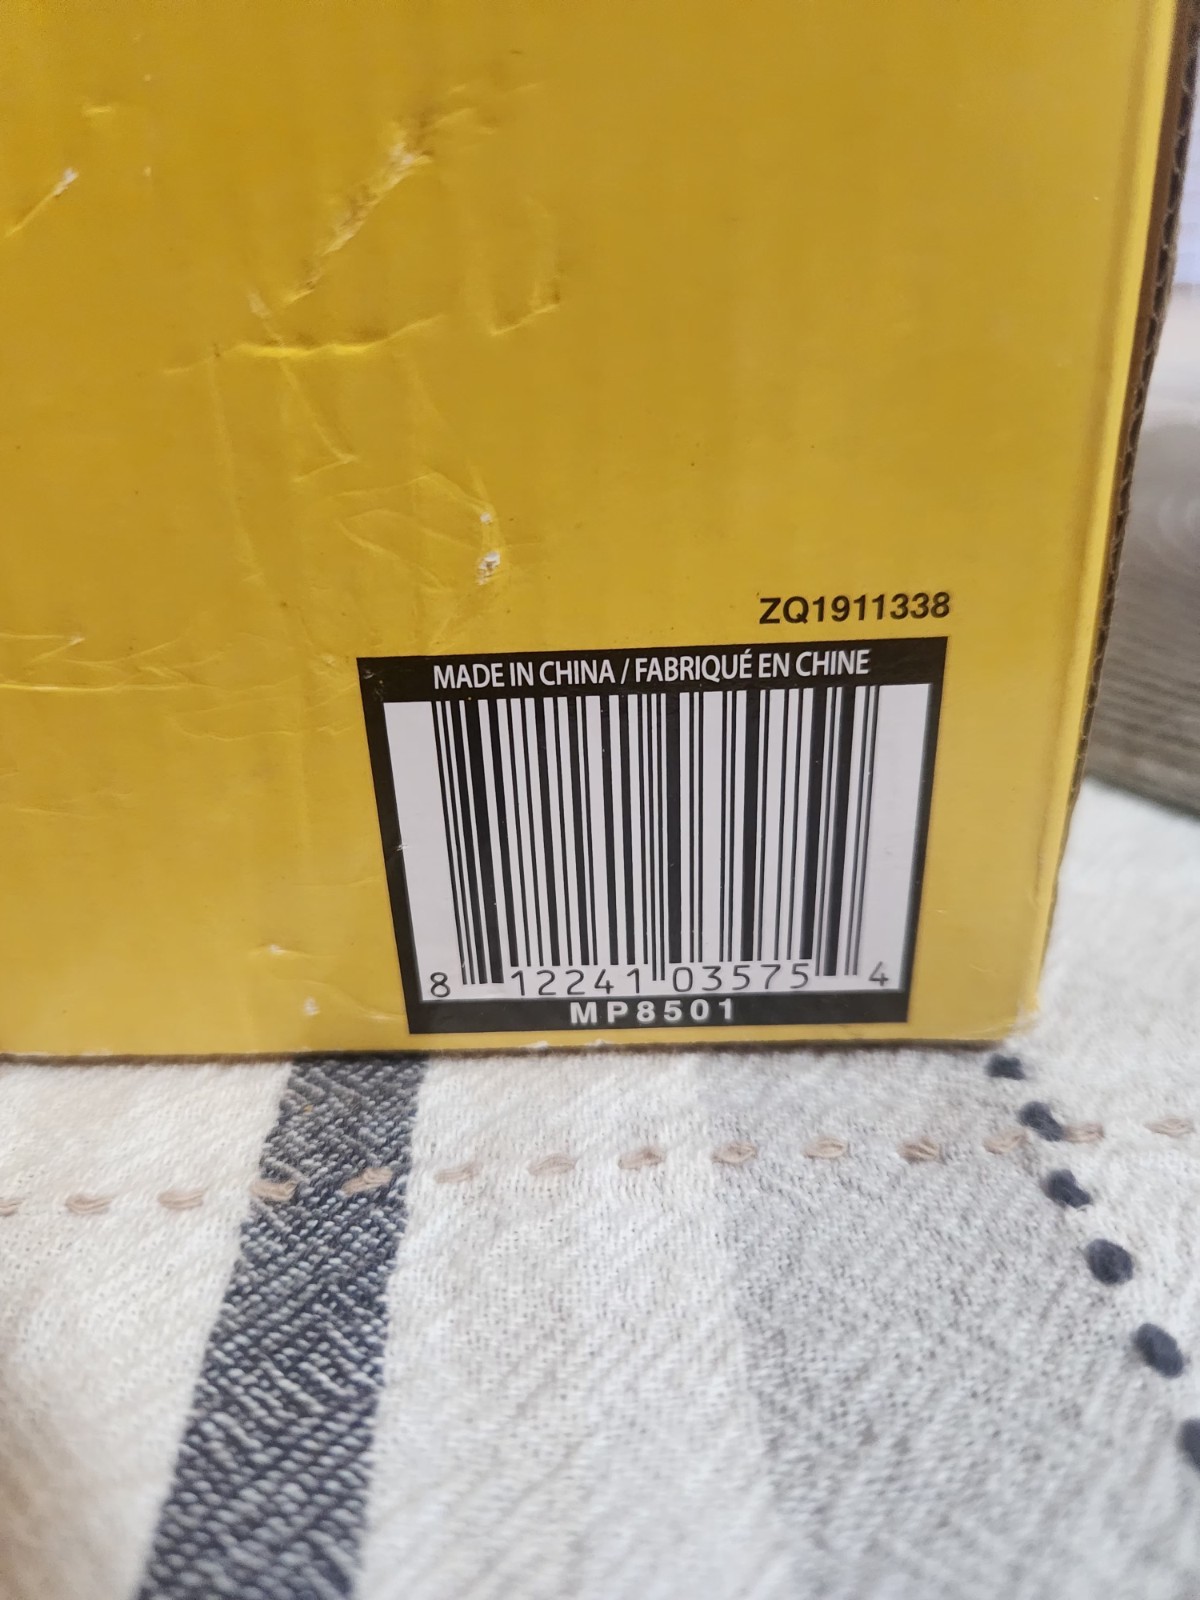 ZQ1911338
MADE IN CHINA / FABRIQUÉ EN CHINE
8 12241 03575 4
MP8501